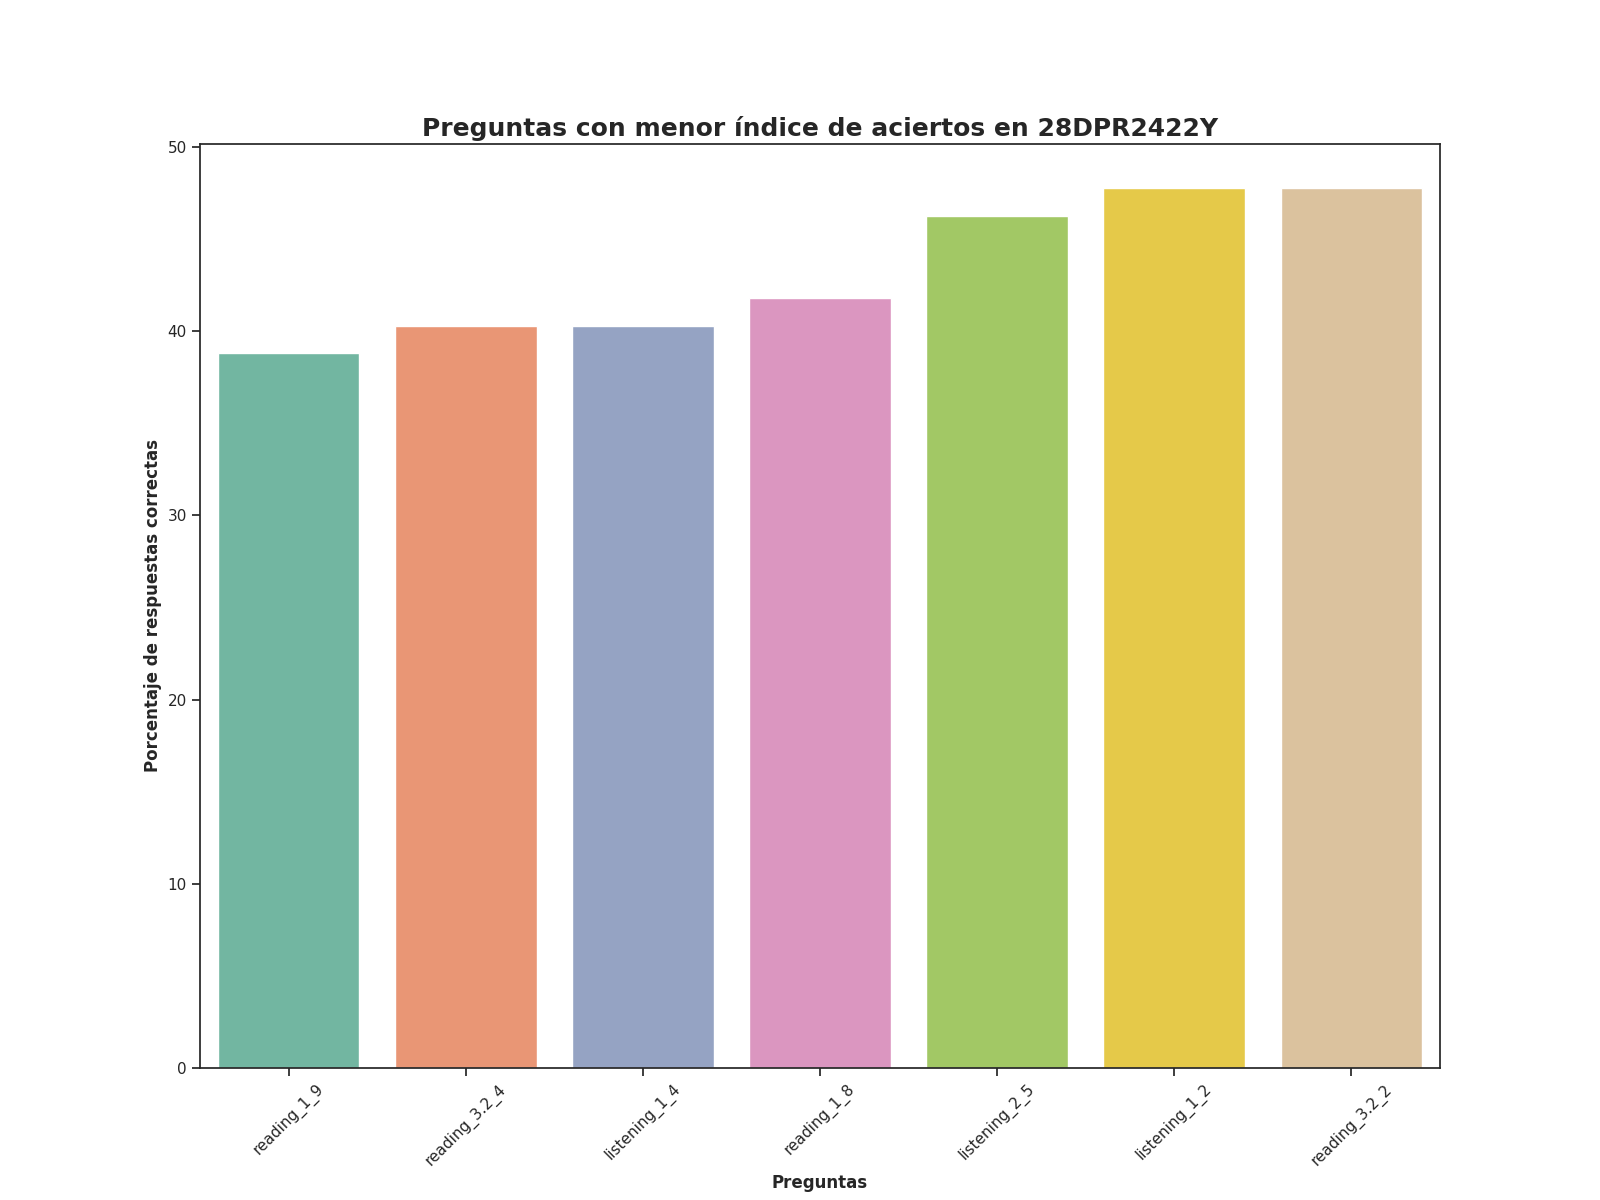 Preguntas con menor índice de aciertos en 28DPR2422Y
Porcentaje de respuestas correctas
50
40
30
20
10
0
reading_1_9
reading_3.2_4
listening_1_4
reading_1_8
listening_2_5
listening_1_2
reading_3.2_2
Preguntas